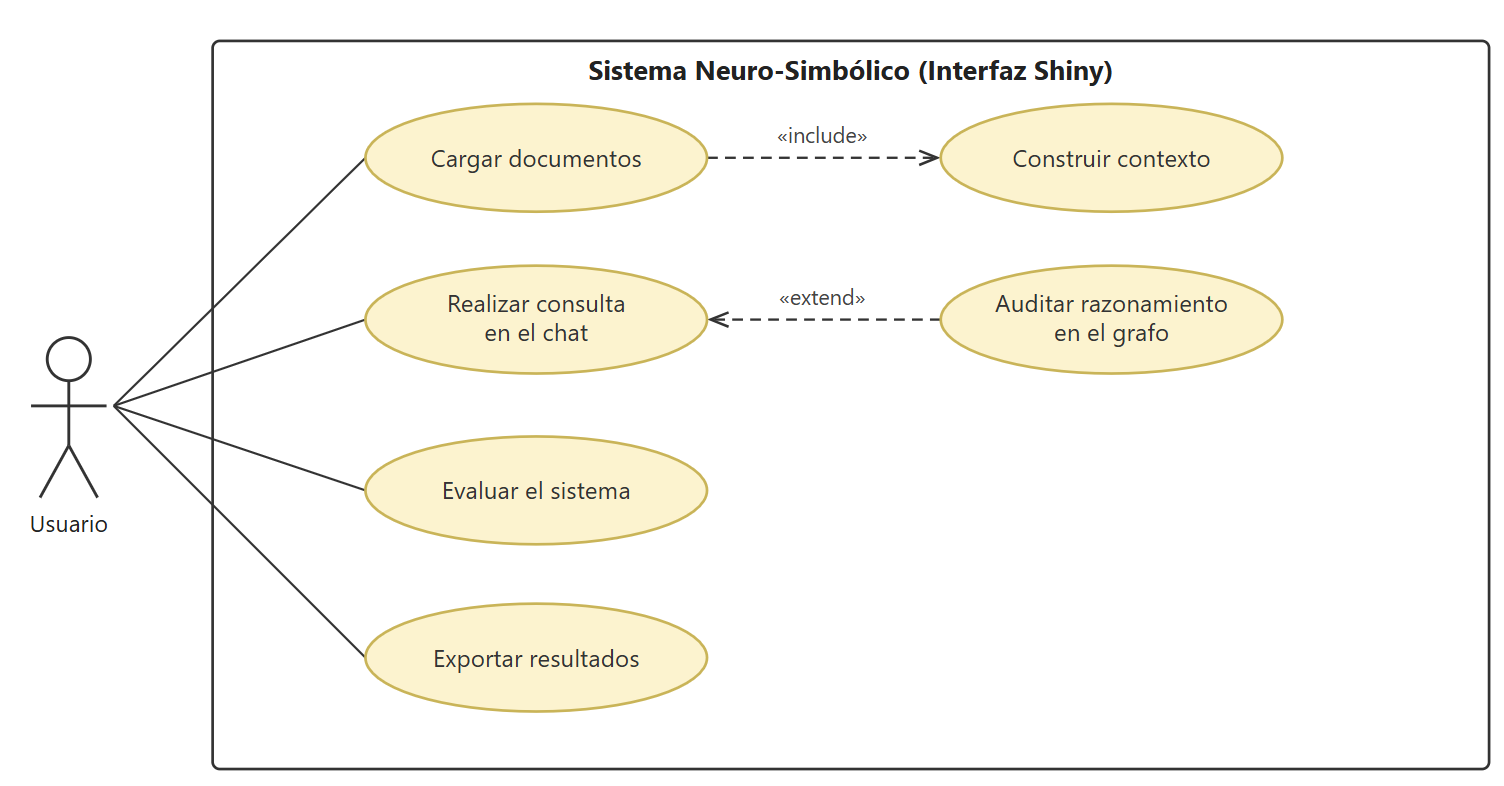 Sistema Neuro-Simbólico (Interfaz Shiny)
Cargar documentos
«include»
Construir contexto
Realizar consulta
en el chat
«extend»
Auditar razonamiento
en el grafo
Evaluar el sistema
Usuario
Exportar resultados